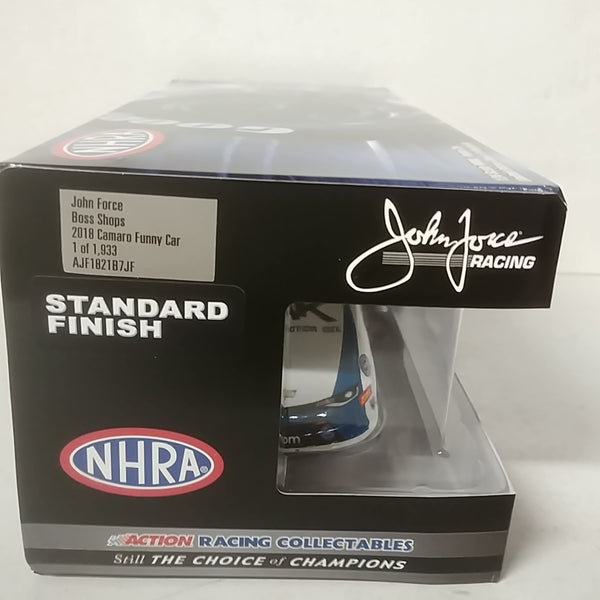 NHRA
John Force
Boss Shops
2018 Camaro Funny Car
1 of 1,933
AJF1821B7JF
John Force
RACING
STANDARD
FINISH
NHRA
ACTION RACING COLLECTABLES
Still THE CHOICE of CHAMPIONS